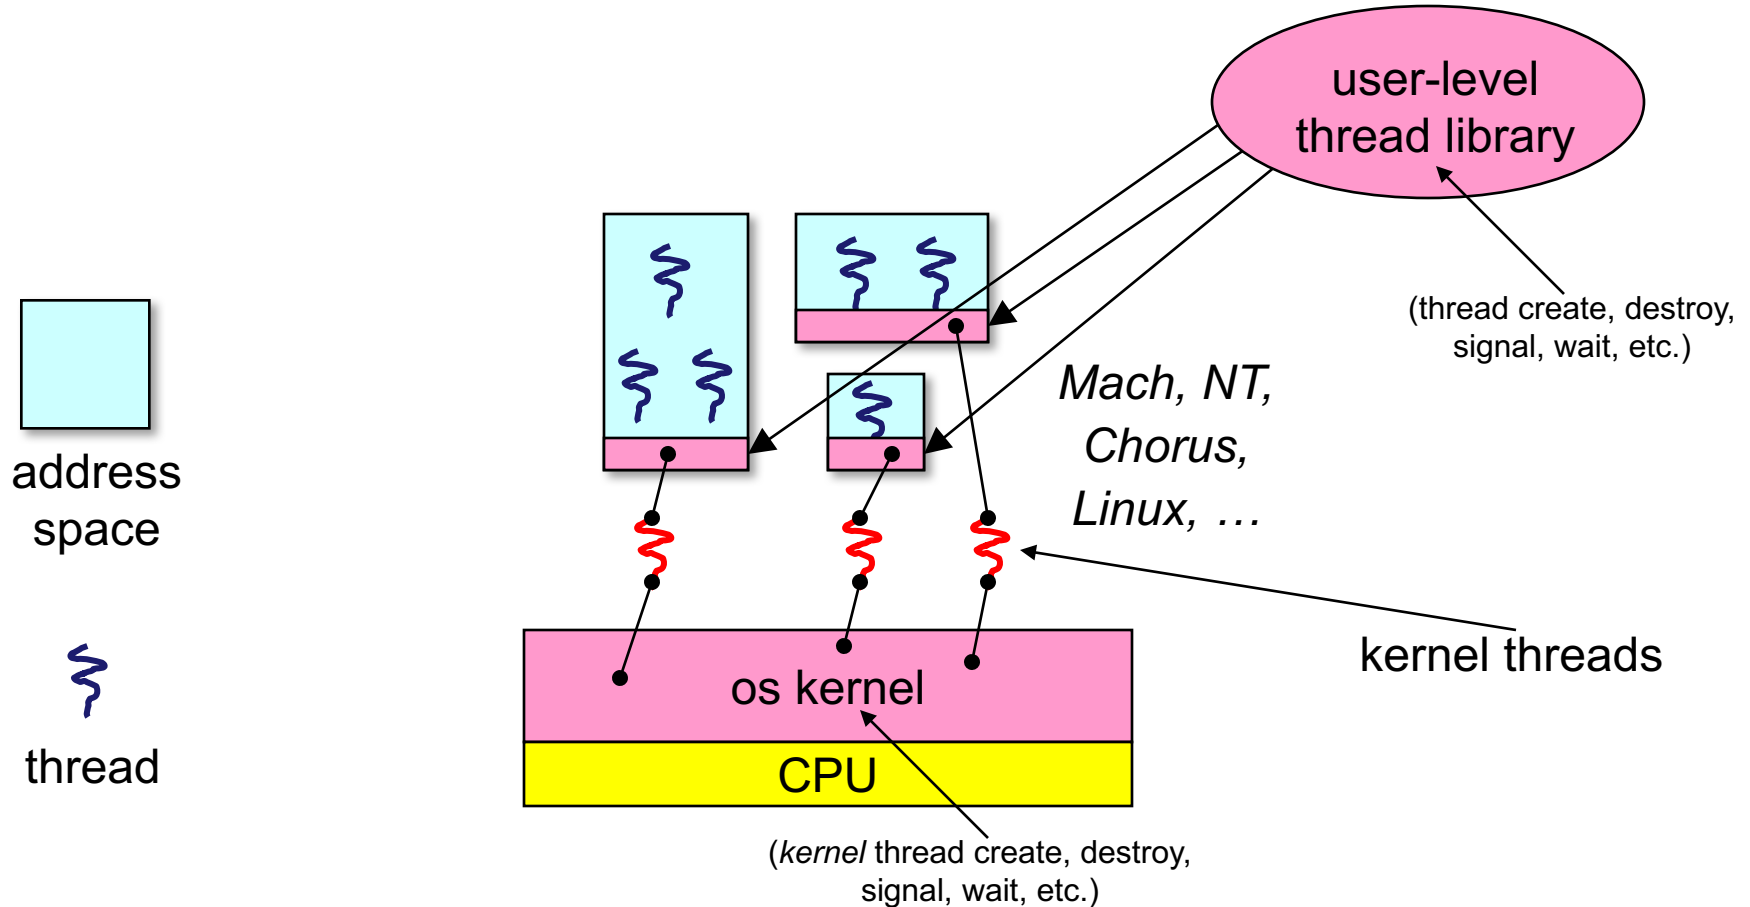 user-level
thread library
(thread create, destroy,
signal, wait, etc.)
Mach, NT,
Chorus,
Linux, …
address
space
kernel threads
os kernel
thread
CPU
(kernel thread create, destroy,
signal, wait, etc.)